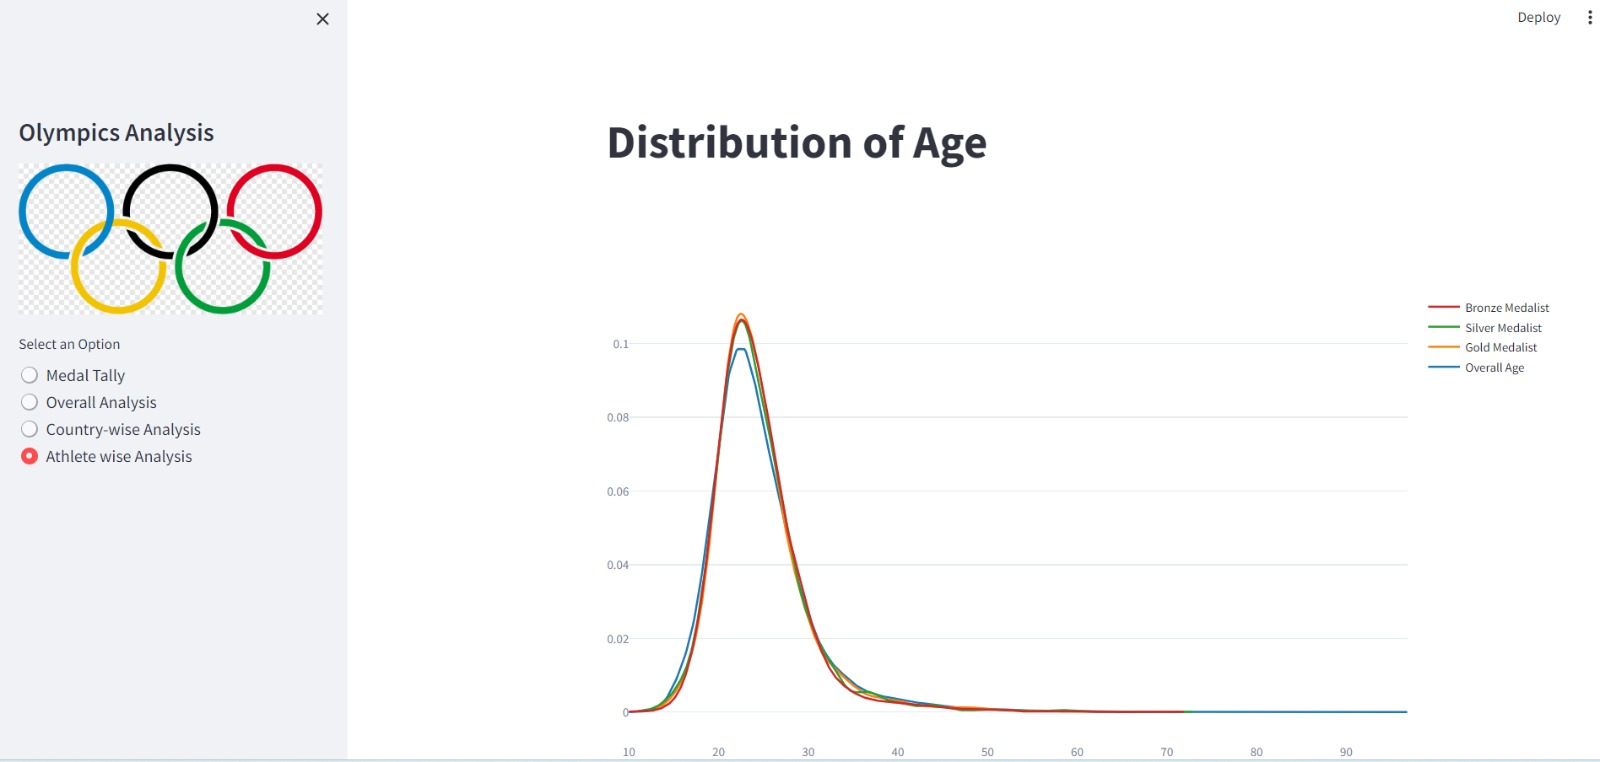 Deploy
Olympics Analysis
Select an Option
Medal Tally
Overall Analysis
Country-wise Analysis
Athlete wise Analysis
Distribution of Age
Bronze Medalist
Silver Medalist
Gold Medalist
Overall Age
0.1
0.08
0.06
0.04
0.02
0
10 20 30 40 50 60 70 80 90